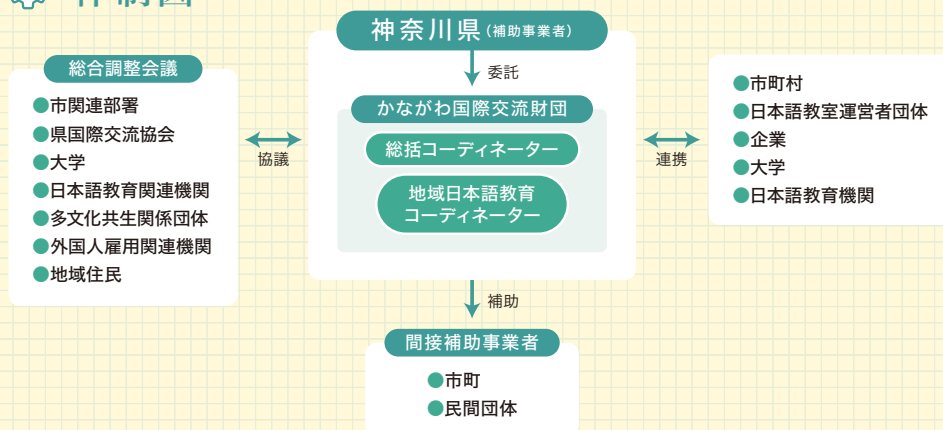 体制図
神奈川県（補助事業者）
委託
かながわ国際交流財団
総括コーディネーター
地域日本語教育
コーディネーター
総合調整会議
●市関連部署
●県国際交流協会
●大学
●日本語教育関連機関
●多文化共生関係団体
●外国人雇用関連機関
●地域住民
協議
連携
●市町村
●日本語教室運営者団体
●企業
●大学
●日本語教育機関
補助
間接補助事業者
●市町
●民間団体